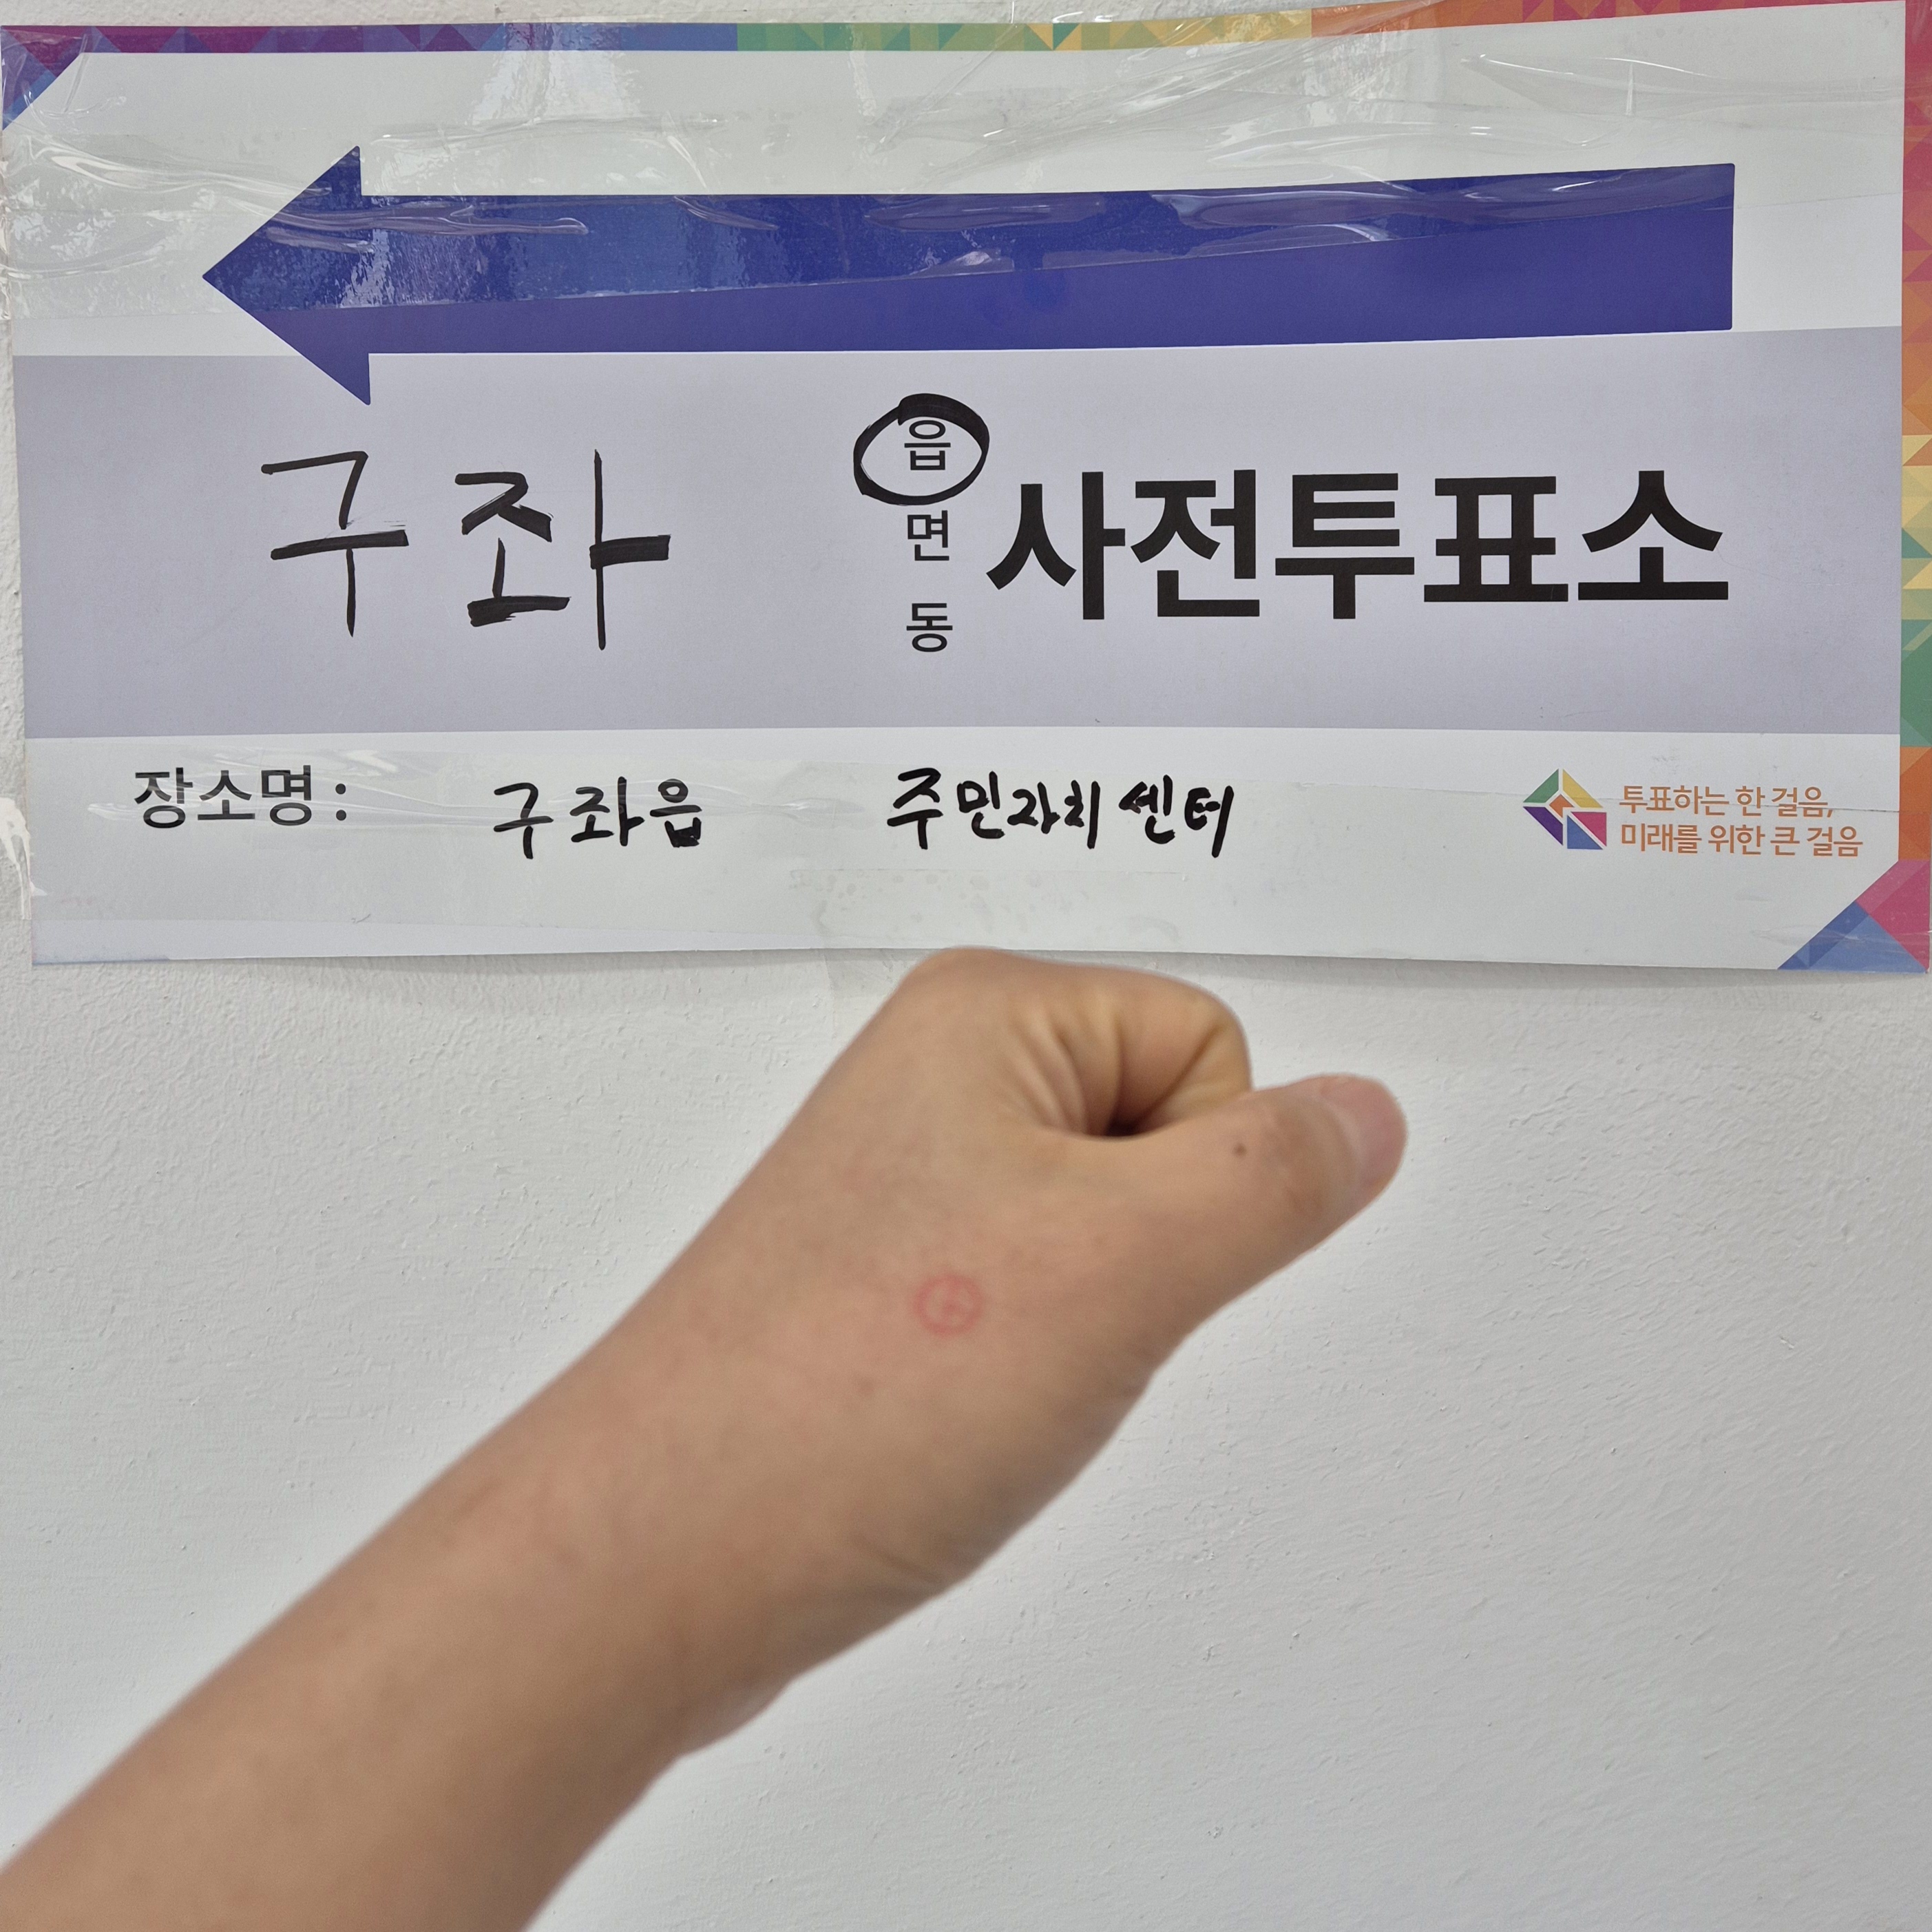 구좌 읍 면 동 사전투표소
장소명 : 구좌읍 주민자치센터
투표하는 한 걸음,
미래를 위한 큰 걸음